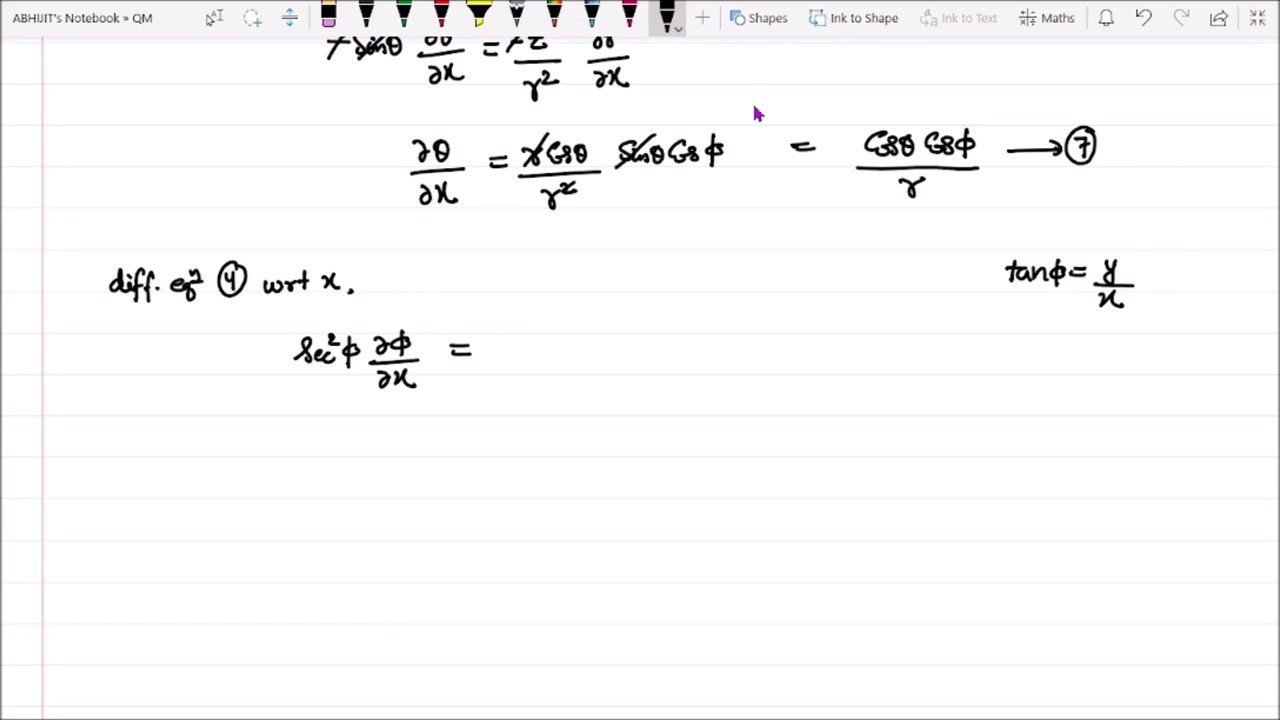 ABHIJIT's Notebook » QM
Shapes Ink to Shape Ink to Text Maths
∂x = r² ∂x
∂θ/∂x = r Cosθ/r² Sinθ Cosφ = Cosθ Cosφ/r → ⑦
diff. eqⁿ ④ wrt x.
tanφ = y/x
Sec²φ ∂φ/∂x =